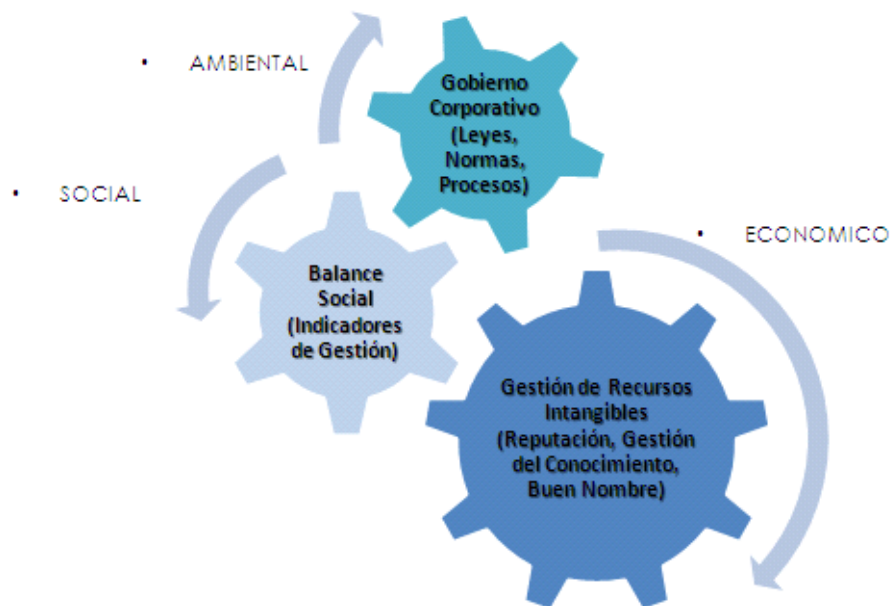 • AMBIENTAL
Gobierno
Corporativo
(Leyes,
Normas,
Procesos)
• SOCIAL
• ECONOMICO
Balance
Social
(Indicadores
de Gestión)
Gestión de Recursos
Intangibles
(Reputación, Gestión
del Conocimiento,
Buen Nombre)